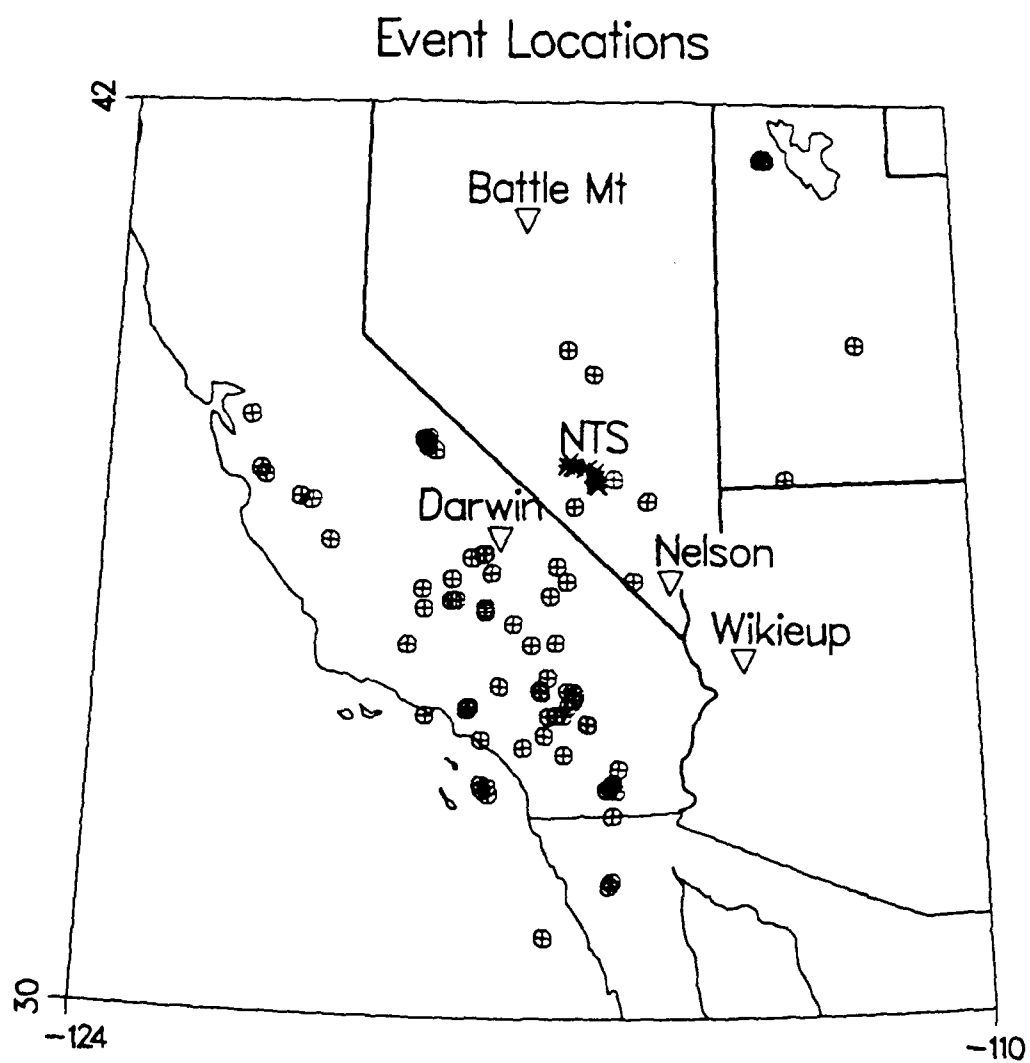 Event Locations
42
Battle Mt
NTS
Darwin
Nelson
Wikieup
30
-124
-110